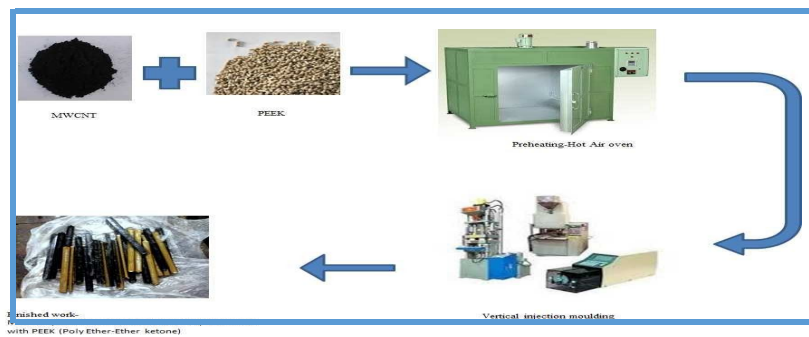 MWCNT
PEEK
Preheating-Hot Air oven
Vertical injection moulding
Finished work-
with PEEK (Poly Ether-Ether ketone)